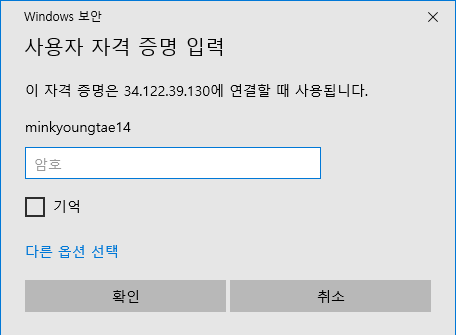 Windows 보안
사용자 자격 증명 입력
이 자격 증명은 34.122.39.130에 연결할 때 사용됩니다.
minkyoungtae14
암호
기억
다른 옵션 선택
확인
취소